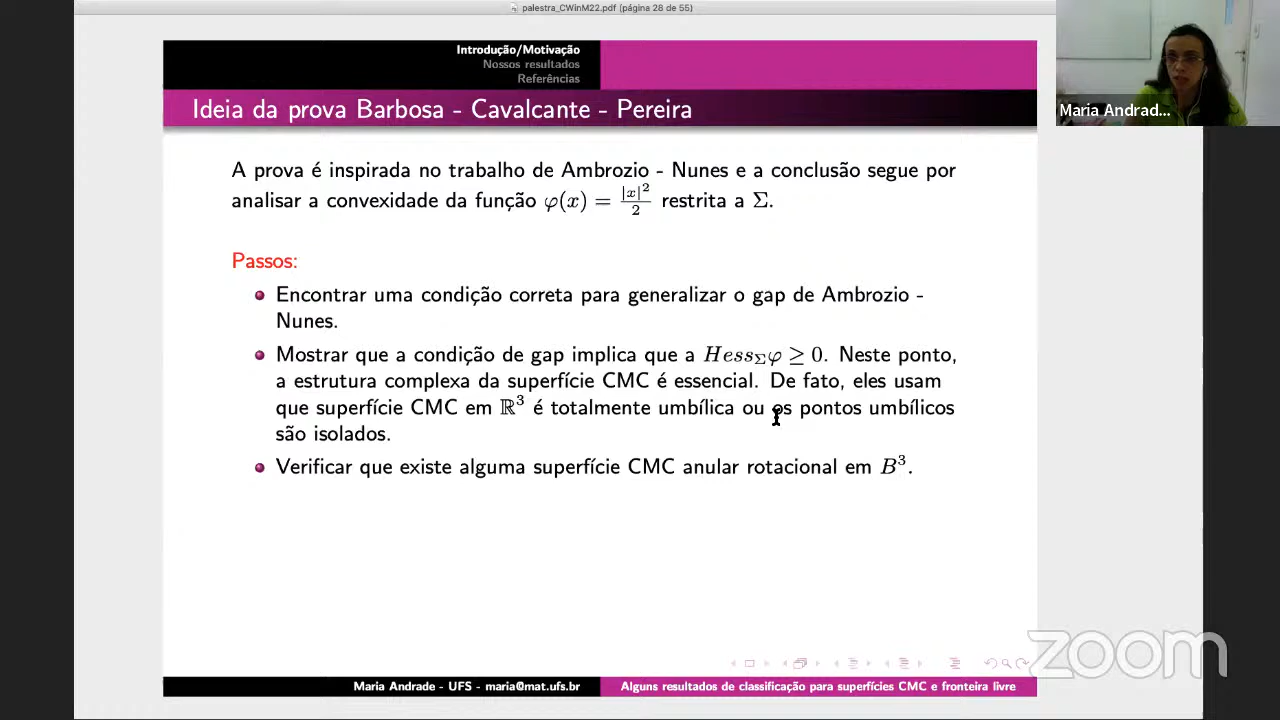 palestra_CWinM22.pdf (página 28 de 55)
Introdução/Motivação
Nossos resultados
Referências
Ideia da prova Barbosa - Cavalcante - Pereira
A prova é inspirada no trabalho de Ambrozio - Nunes e a conclusão segue por
analisar a convexidade da função φ(x) = |x|²/2 restrita a Σ.
Passos:
Encontrar uma condição correta para generalizar o gap de Ambrozio -
Nunes.
Mostrar que a condição de gap implica que a Hess_Σ φ ≥ 0. Neste ponto,
a estrutura complexa da superfície CMC é essencial. De fato, eles usam
que superfície CMC em ℝ³ é totalmente umbílica ou os pontos umbílicos
são isolados.
Verificar que existe alguma superfície CMC anular rotacional em B³.
Maria Andrade - UFS - maria@mat.ufs.br
Alguns resultados de classificação para superfícies CMC e fronteira livre
Maria Andrad...
zoom